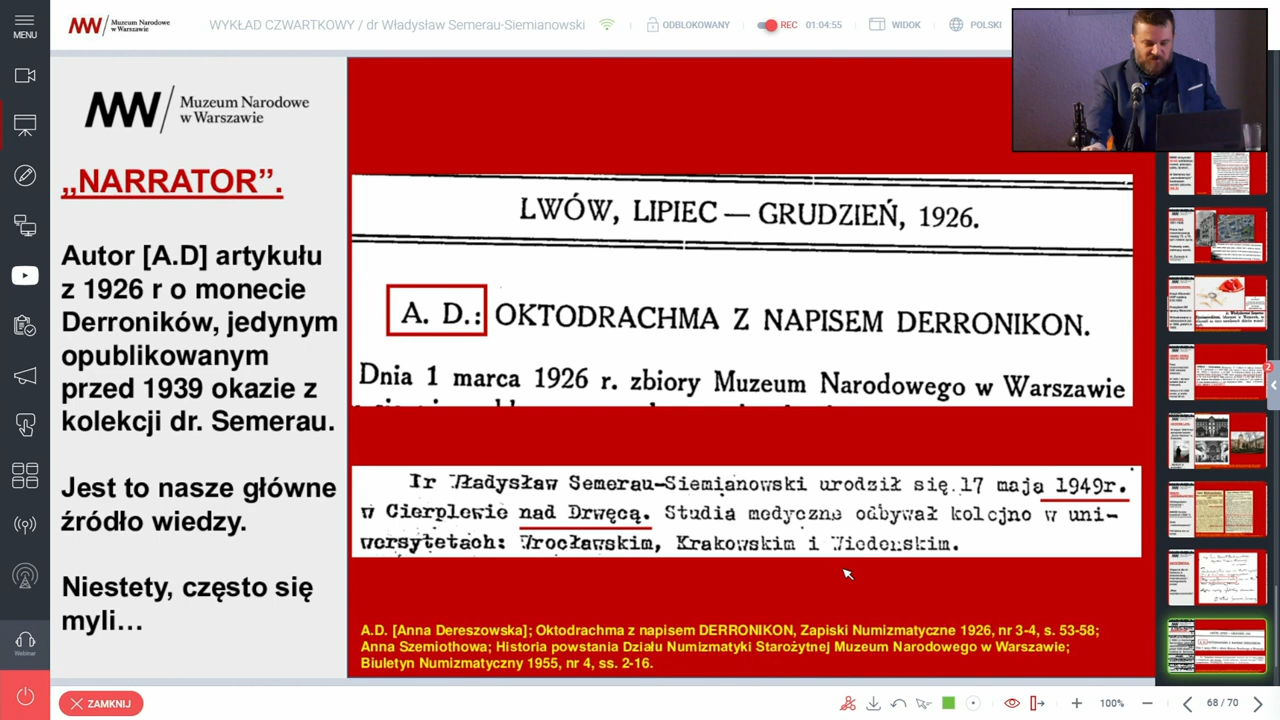 MENU
Muzeum Narodowe
w Warszawie
WYKŁAD CZWARTKOWY / dr Władysław Semerau-Siemianowski
ODBLOKOWANY
REC
01:04:55
WIDOK
POLSKI
Muzeum Narodowe
w Warszawie
„NARRATOR”.
Autor [A.D] artykułu
z 1926 r o monecie
Derroników, jedynym
opublikowanym
przed 1939 okazie z
kolekcji dr. Semerau.
Jest to nasze główne
źródło wiedzy.
Niestety, często się
myli...
LWÓW, LIPIEC — GRUDZIEŃ, 1926.
A. D.: OKTODRACHMA Z NAPISEM DERRONIKON.
Dnia 1 marca 1926 r. zbiory Muzeum Narodowego w Warszawie
Ir Władysław Semerau-Siemianowski urodził się 17 maja 1949r.
w Cierplele nad Drwęcą. Studia medyczne odbywał kolejno w uni-
wersytetach: Wrocławskim, Krakowskim i Wiedeńskim.
A.D. [Anna Dereszowska]; Oktodrachma z napisem DERRONIKON, Zapiski Numizmatyczne 1926, nr 3-4, s. 53-58;
Anna Szemiothowa; Historia powstania Działu Numizmatyki Starożytnej Muzeum Narodowego w Warszawie;
Biuletyn Numizmatyczny 1955, nr 4, ss. 2-16.
2
Webinar
ZAMKNIJ
100%
68 / 70